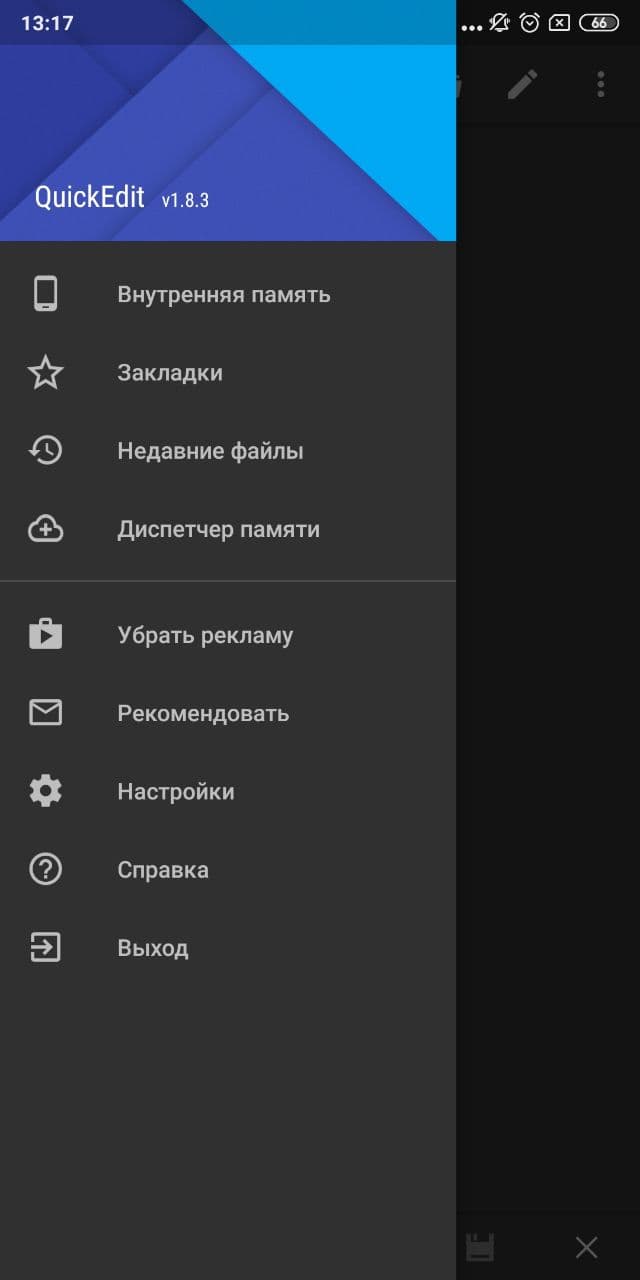 13:17
66
QuickEdit v1.8.3
Внутренняя память
Закладки
Недавние файлы
Диспетчер памяти
Убрать рекламу
Рекомендовать
Настройки
Справка
Выход